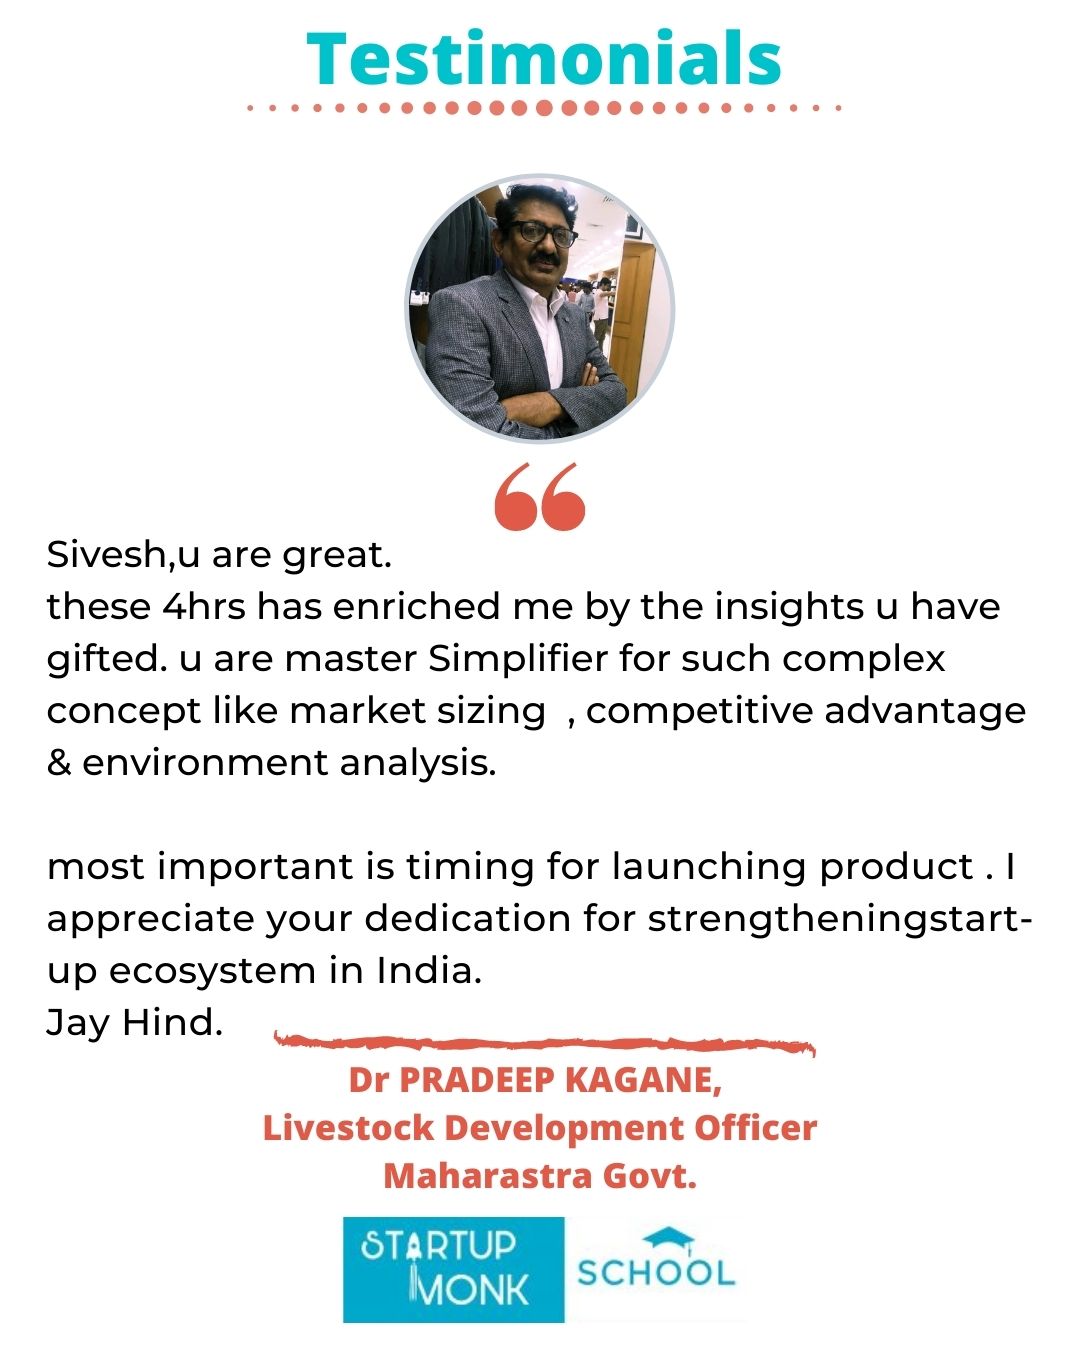 Testimonials
Sivesh,u are great.
these 4hrs has enriched me by the insights u have
gifted. u are master Simplifier for such complex
concept like market sizing  , competitive advantage
& environment analysis.
most important is timing for launching product . I
appreciate your dedication for strengtheningstart-
up ecosystem in India.
Jay Hind.
Dr PRADEEP KAGANE,
Livestock Development Officer
Maharastra Govt.
STARTUP
MONK
SCHOOL